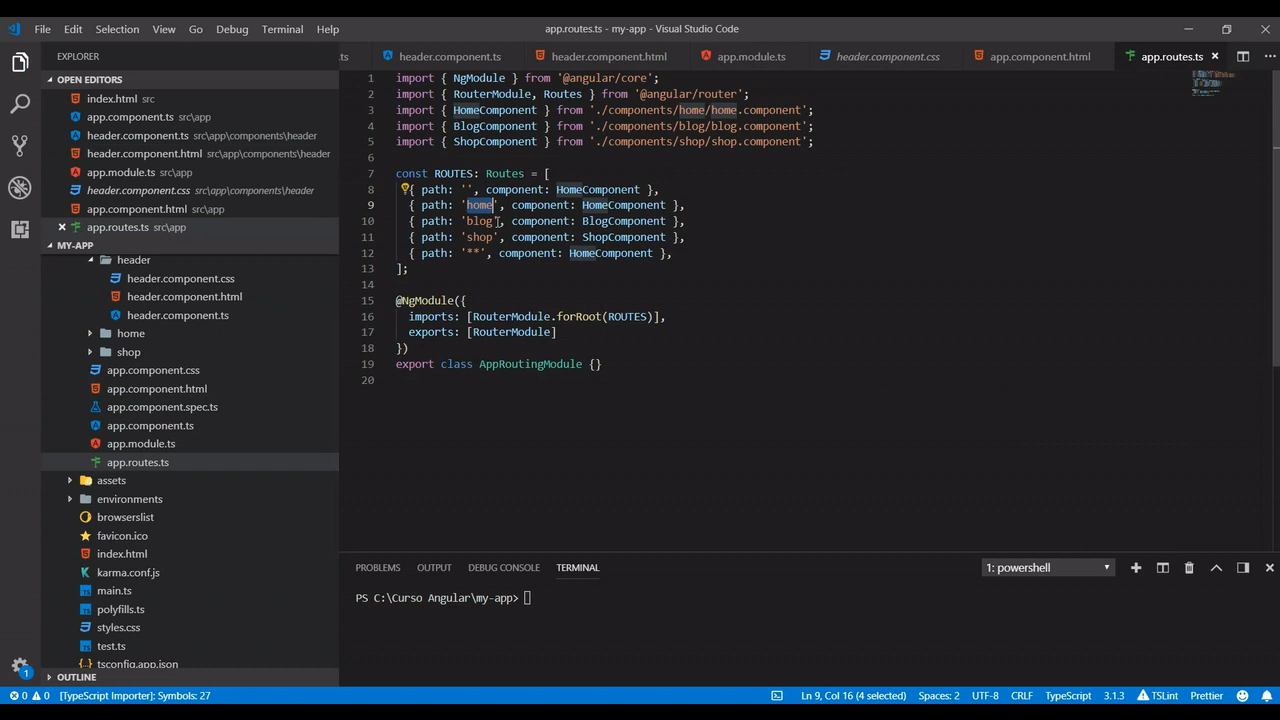 File Edit Selection View Go Debug Terminal Help
app.routes.ts - my-app - Visual Studio Code
EXPLORER
OPEN EDITORS
index.html src
app.component.ts src\app
header.component.ts src\app\components\header
header.component.html src\app\components\header
app.module.ts src\app
header.component.css src\app\components\header
app.component.html src\app
app.routes.ts src\app
MY-APP
header
header.component.css
header.component.html
header.component.ts
home
shop
app.component.css
app.component.html
app.component.spec.ts
app.component.ts
app.module.ts
app.routes.ts
assets
environments
browserslist
favicon.ico
index.html
karma.conf.js
main.ts
polyfills.ts
styles.css
test.ts
tsconfig.app.json
OUTLINE
.ts header.component.ts header.component.html app.module.ts header.component.css app.component.html app.routes.ts
1 import { NgModule } from '@angular/core';
2 import { RouterModule, Routes } from '@angular/router';
3 import { HomeComponent } from './components/home/home.component';
4 import { BlogComponent } from './components/blog/blog.component';
5 import { ShopComponent } from './components/shop/shop.component';
6
7 const ROUTES: Routes = [
8 { path: '', component: HomeComponent },
9 { path: 'home', component: HomeComponent },
10 { path: 'blog', component: BlogComponent },
11 { path: 'shop', component: ShopComponent },
12 { path: '**', component: HomeComponent },
13 ];
14
15 @NgModule({
16 imports: [RouterModule.forRoot(ROUTES)],
17 exports: [RouterModule]
18 })
19 export class AppRoutingModule {}
20
PROBLEMS OUTPUT DEBUG CONSOLE TERMINAL 1: powershell
PS C:\Curso Angular\my-app>
1
0 0 [TypeScript Importer]: Symbols: 27 Ln 9, Col 16 (4 selected) Spaces: 2 UTF-8 CRLF TypeScript 3.1.3 TSLint Prettier